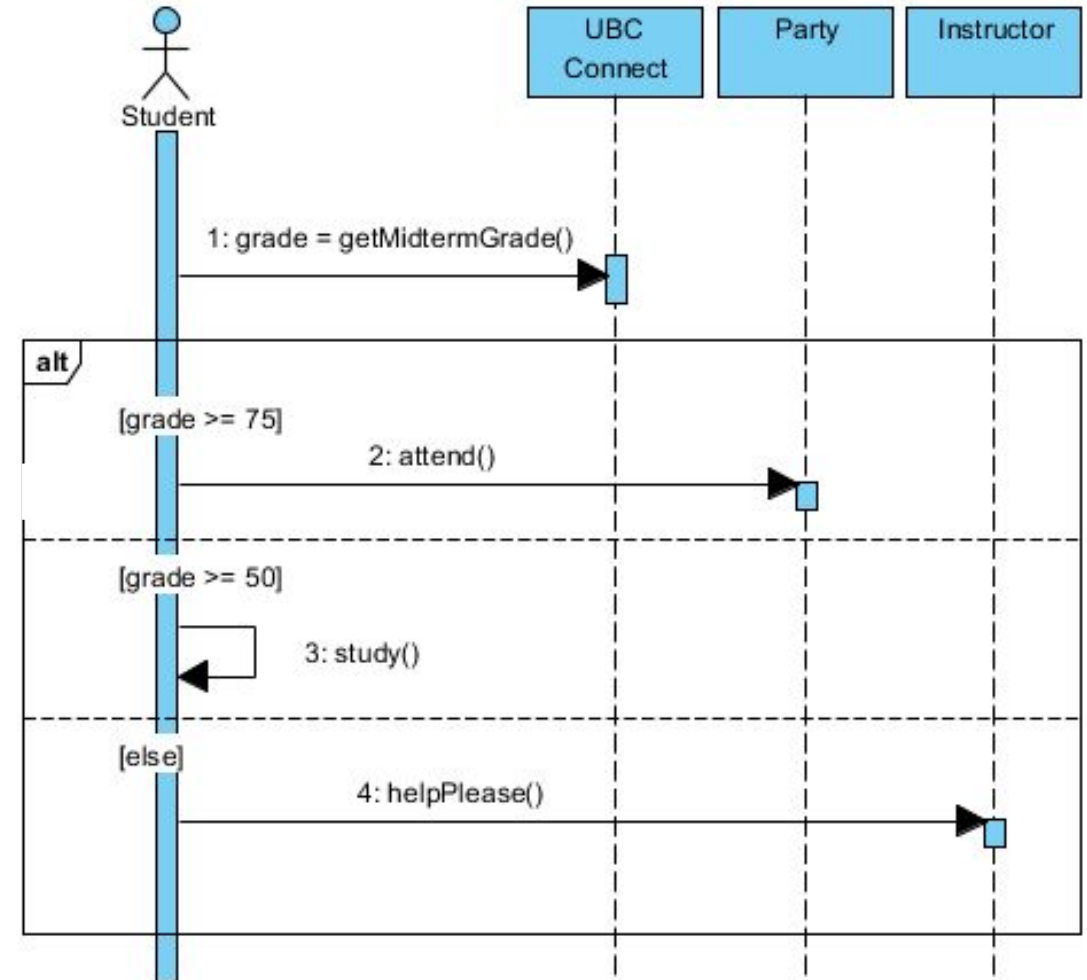 Student
UBC
Connect
Party
Instructor
1: grade = getMidtermGrade()
alt
[grade >= 75]
2: attend()
[grade >= 50]
3: study()
[else]
4: helpPlease()